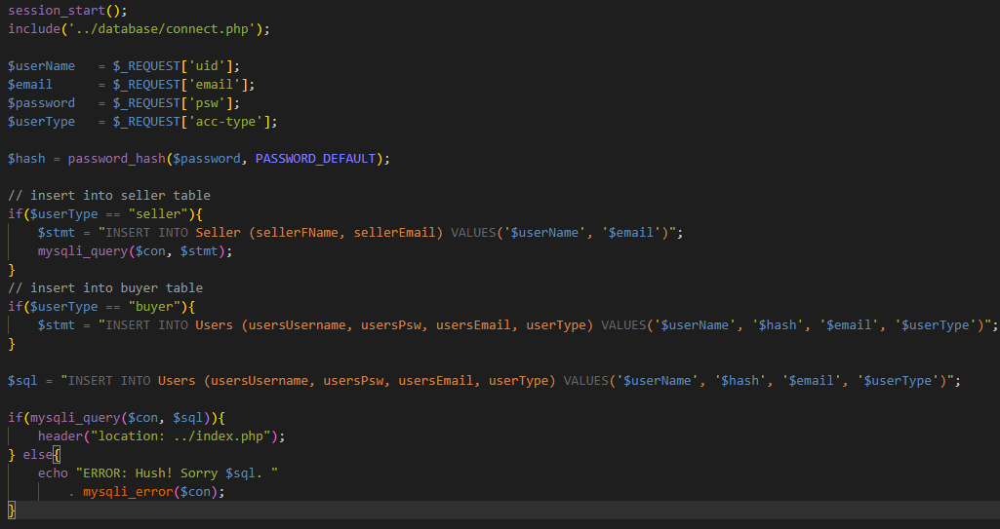 session_start();
include('../database/connect.php');
$userName   = $_REQUEST['uid'];
$email      = $_REQUEST['email'];
$password   = $_REQUEST['psw'];
$userType   = $_REQUEST['acc-type'];
$hash = password_hash($password, PASSWORD_DEFAULT);
// insert into seller table
if($userType == "seller"){
    $stmt = "INSERT INTO Seller (sellerFName, sellerEmail) VALUES('$userName', '$email')";
    mysqli_query($con, $stmt);
}
// insert into buyer table
if($userType == "buyer"){
    $stmt = "INSERT INTO Users (usersUsername, usersPsw, usersEmail, userType) VALUES('$userName', '$hash', '$email', '$userType')";
}
$sql = "INSERT INTO Users (usersUsername, usersPsw, usersEmail, userType) VALUES('$userName', '$hash', '$email', '$userType')";
if(mysqli_query($con, $sql)){
    header("location: ../index.php");
} else{
    echo "ERROR: Hush! Sorry $sql. "
        . mysqli_error($con);
}